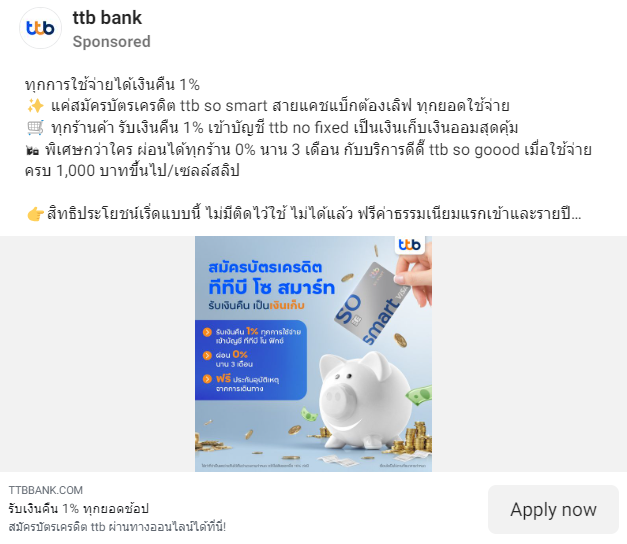 ttb
ttb bank
Sponsored
ทุกการใช้จ่ายได้เงินคืน 1%
✨ แค่สมัครบัตรเครดิต ttb so smart สายแคชแบ็กต้องเลิฟ ทุกยอดใช้จ่าย
🛒 ทุกร้านค้า รับเงินคืน 1% เข้าบัญชี ttb no fixed เป็นเงินเก็บเงินออมสุดคุ้ม
พิเศษกว่าใคร ผ่อนได้ทุกร้าน 0% นาน 3 เดือน กับบริการดีดี๊ ttb so goood เมื่อใช้จ่าย
ครบ 1,000 บาทขึ้นไป/เซลล์สลิป
👉 สิทธิประโยชน์เริ่ดแบบนี้ ไม่มีติดไว้ใช้ ไม่ได้แล้ว ฟรีค่าธรรมเนียมแรกเข้าและรายปี...
ttb
สมัครบัตรเครดิต
ทีทีบี โซ สมาร์ท
รับเงินคืน เป็นเงินเก็บ
รับเงินคืน 1% ทุกการใช้จ่าย
เข้าบัญชี ทีทีบี โน ฟิกซ์
ผ่อน 0%
นาน 3 เดือน
ฟรี ประกันอุบัติเหตุ
จากการเดินทาง
so
smart
VISA
TTBBANK.COM
รับเงินคืน 1% ทุกยอดช้อป
สมัครบัตรเครดิต ttb ผ่านทางออนไลน์ได้ที่นี่!
Apply now